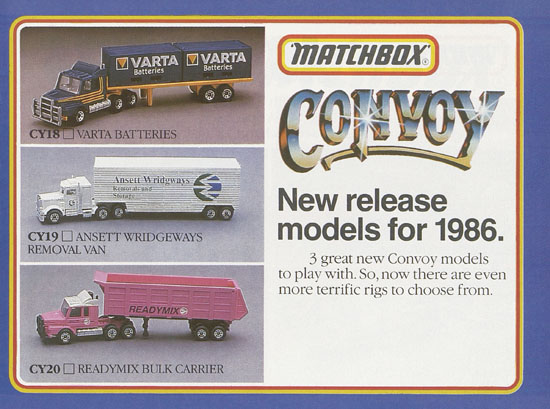 VARTA
Batteries
VARTA
Batteries
CY18 □ VARTA BATTERIES
Ansett Wridgways
Removals and
Storage
CY19 □ ANSETT WRIDGEWAYS
REMOVAL VAN
READYMIX
CY20 □ READYMIX BULK CARRIER
"MATCHBOX"®
CONVOY
New release
models for 1986.
3 great new Convoy models
to play with. So, now there are even
more terrific rigs to choose from.